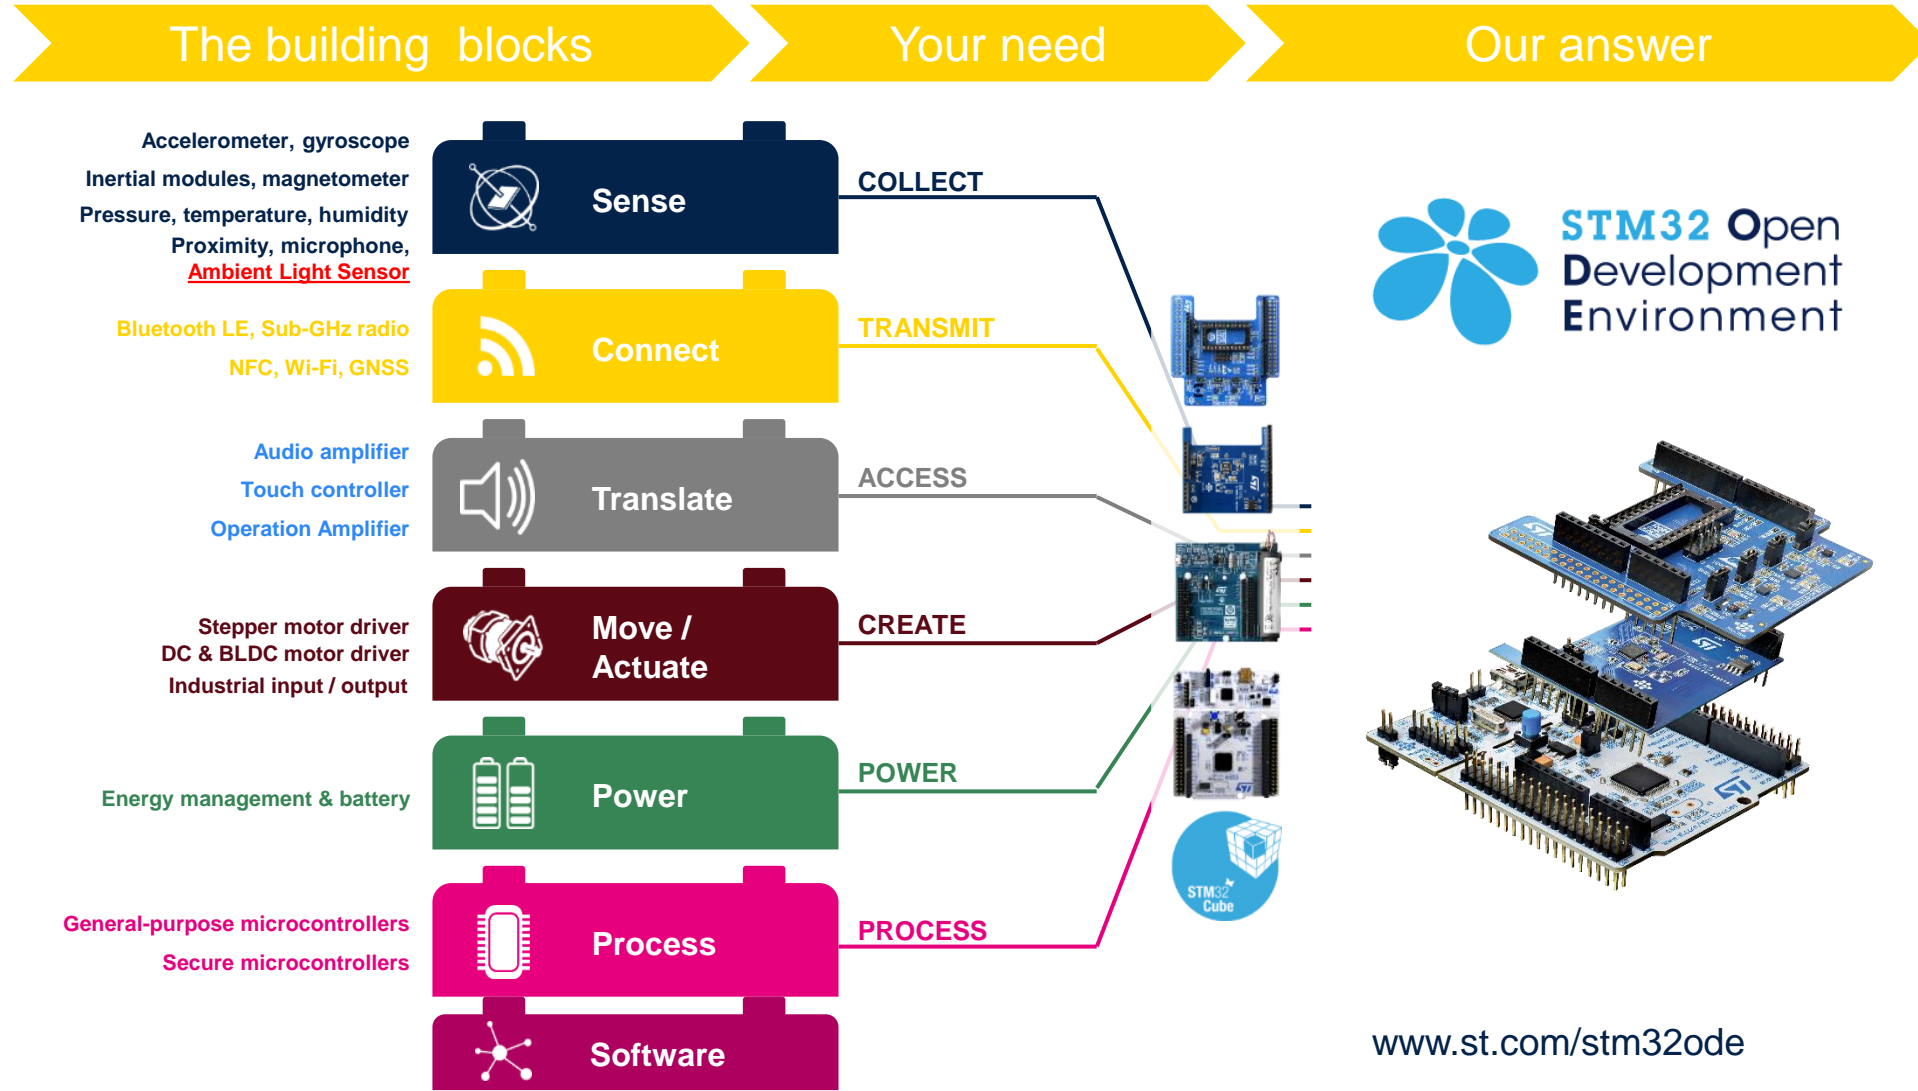 The building blocks
Your need
Our answer
Accelerometer, gyroscope
Inertial modules, magnetometer
Pressure, temperature, humidity
Proximity, microphone,
Ambient Light Sensor
Sense
COLLECT
Bluetooth LE, Sub-GHz radio
NFC, Wi-Fi, GNSS
Connect
TRANSMIT
Audio amplifier
Touch controller
Operation Amplifier
Translate
ACCESS
Stepper motor driver
DC & BLDC motor driver
Industrial input / output
Move /
Actuate
CREATE
Energy management & battery
Power
POWER
General-purpose microcontrollers
Secure microcontrollers
Process
PROCESS
Software
STM32
Cube
STM32 Open
Development
Environment
www.st.com/stm32ode